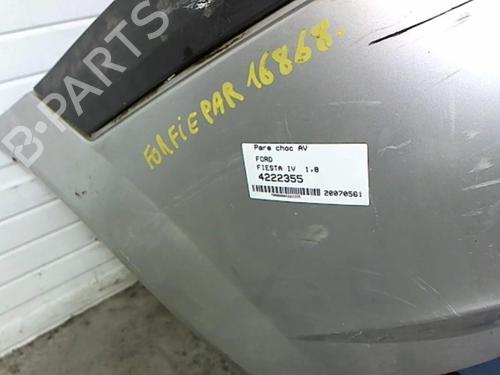 B-PARTS
FORFIEPAR 16868.
Pare choc AV
FORD
FIESTA IV 1,8
4222355
20070561